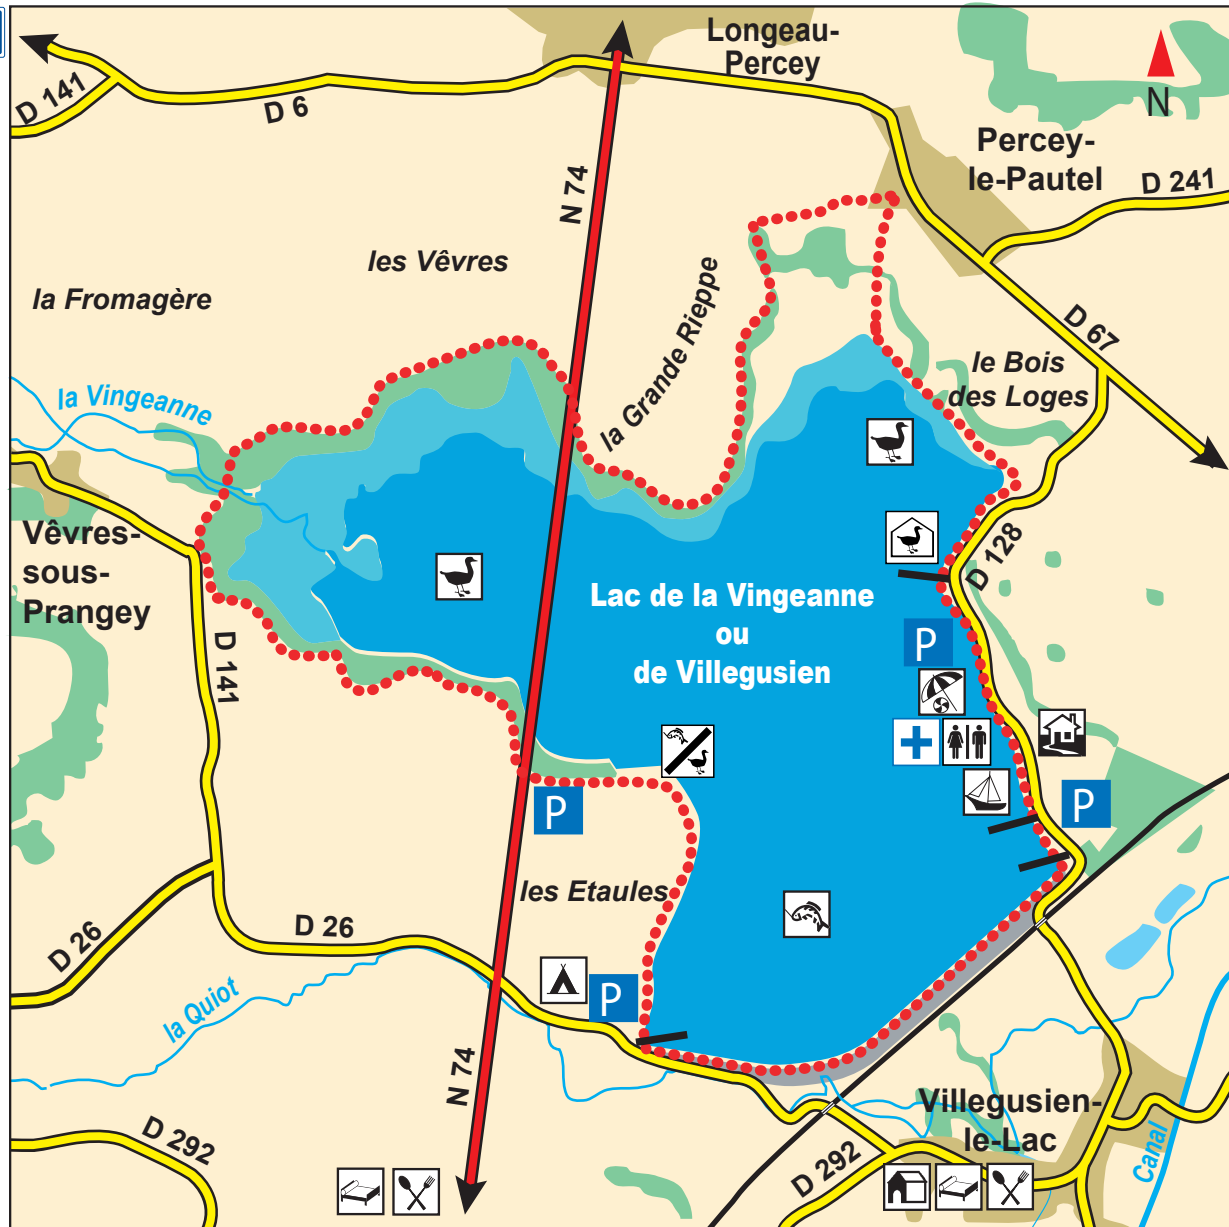 Longeau-
Percey
N
D 141
D 6
Percey-
le-Pautel
D 241
N 74
les Vêvres
la Fromagère
la Grande Rieppe
D 67
le Bois
des Loges
la Vingeanne
Vêvres-
sous-
Prangey
D 128
Lac de la Vingeanne
ou
de Villegusien
P
D 141
P
P
les Etaules
D 26
D 26
P
la Quiot
N 74
Villegusien-
le-Lac
D 292
D 292
Canal